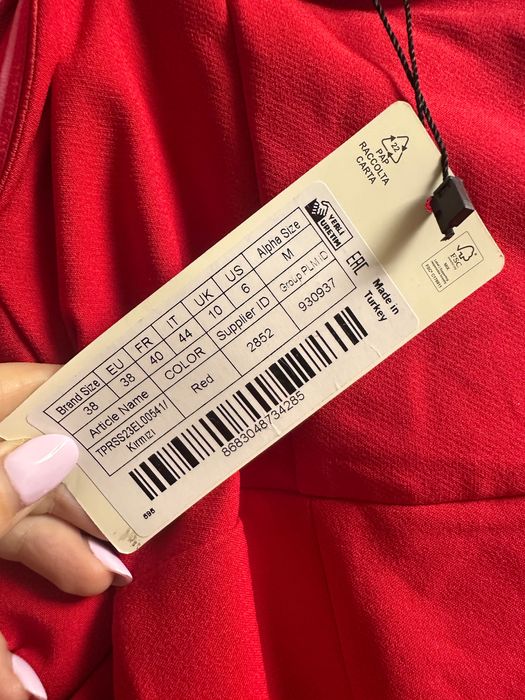 22
PAP
RACCOLTA
CARTA
FSC
YERLİ
ÜRETİM
EAC
Made in
Turkey
Brand Size EU FR IT UK US Alpha Size
38 38 40 44 10 6 M
Article Name COLOR Supplier ID Group PLM ID
TPRSS23EL00541/ Red 2852 930937
Kırmızı
8683048734285
595